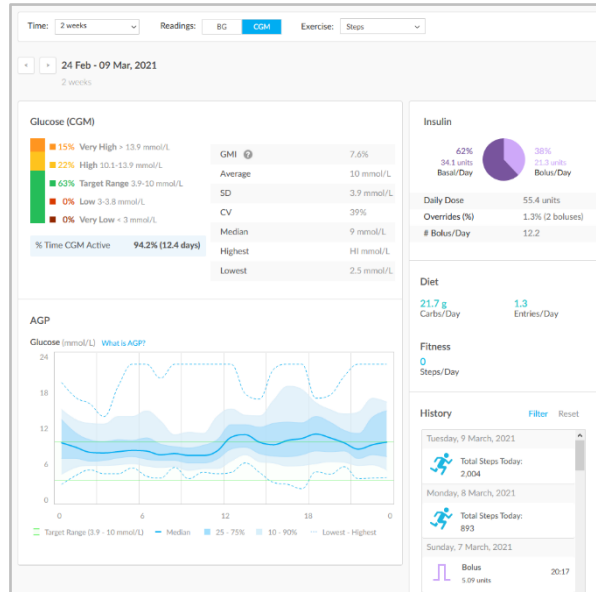 Time: 2 weeks Readings: BG CGM Exercise: Steps
24 Feb - 09 Mar, 2021
2 weeks
Glucose (CGM)
15% Very High > 13.9 mmol/L
22% High 10.1-13.9 mmol/L
63% Target Range 3.9-10 mmol/L
0% Low 3-3.8 mmol/L
0% Very Low < 3 mmol/L
% Time CGM Active 94.2% (12.4 days)
GMI ? 7.6%
Average 10 mmol/L
SD 3.9 mmol/L
CV 39%
Median 9 mmol/L
Highest HI mmol/L
Lowest 2.5 mmol/L
AGP
Glucose (mmol/L) What is AGP?
24
18
12
6
0
0 6 12 18 0
Target Range (3.9 - 10 mmol/L) Median 25 - 75% 10 - 90% Lowest - Highest
Insulin
62% 38%
34.1 units 21.3 units
Basal/Day Bolus/Day
Daily Dose 55.4 units
Overrides (%) 1.3% (2 boluses)
# Bolus/Day 12.2
Diet
21.7 g 1.3
Carbs/Day Entries/Day
Fitness
0
Steps/Day
History Filter Reset
Tuesday, 9 March, 2021
Total Steps Today:
2,004
Monday, 8 March, 2021
Total Steps Today:
893
Sunday, 7 March, 2021
Bolus 20:17
5.09 units